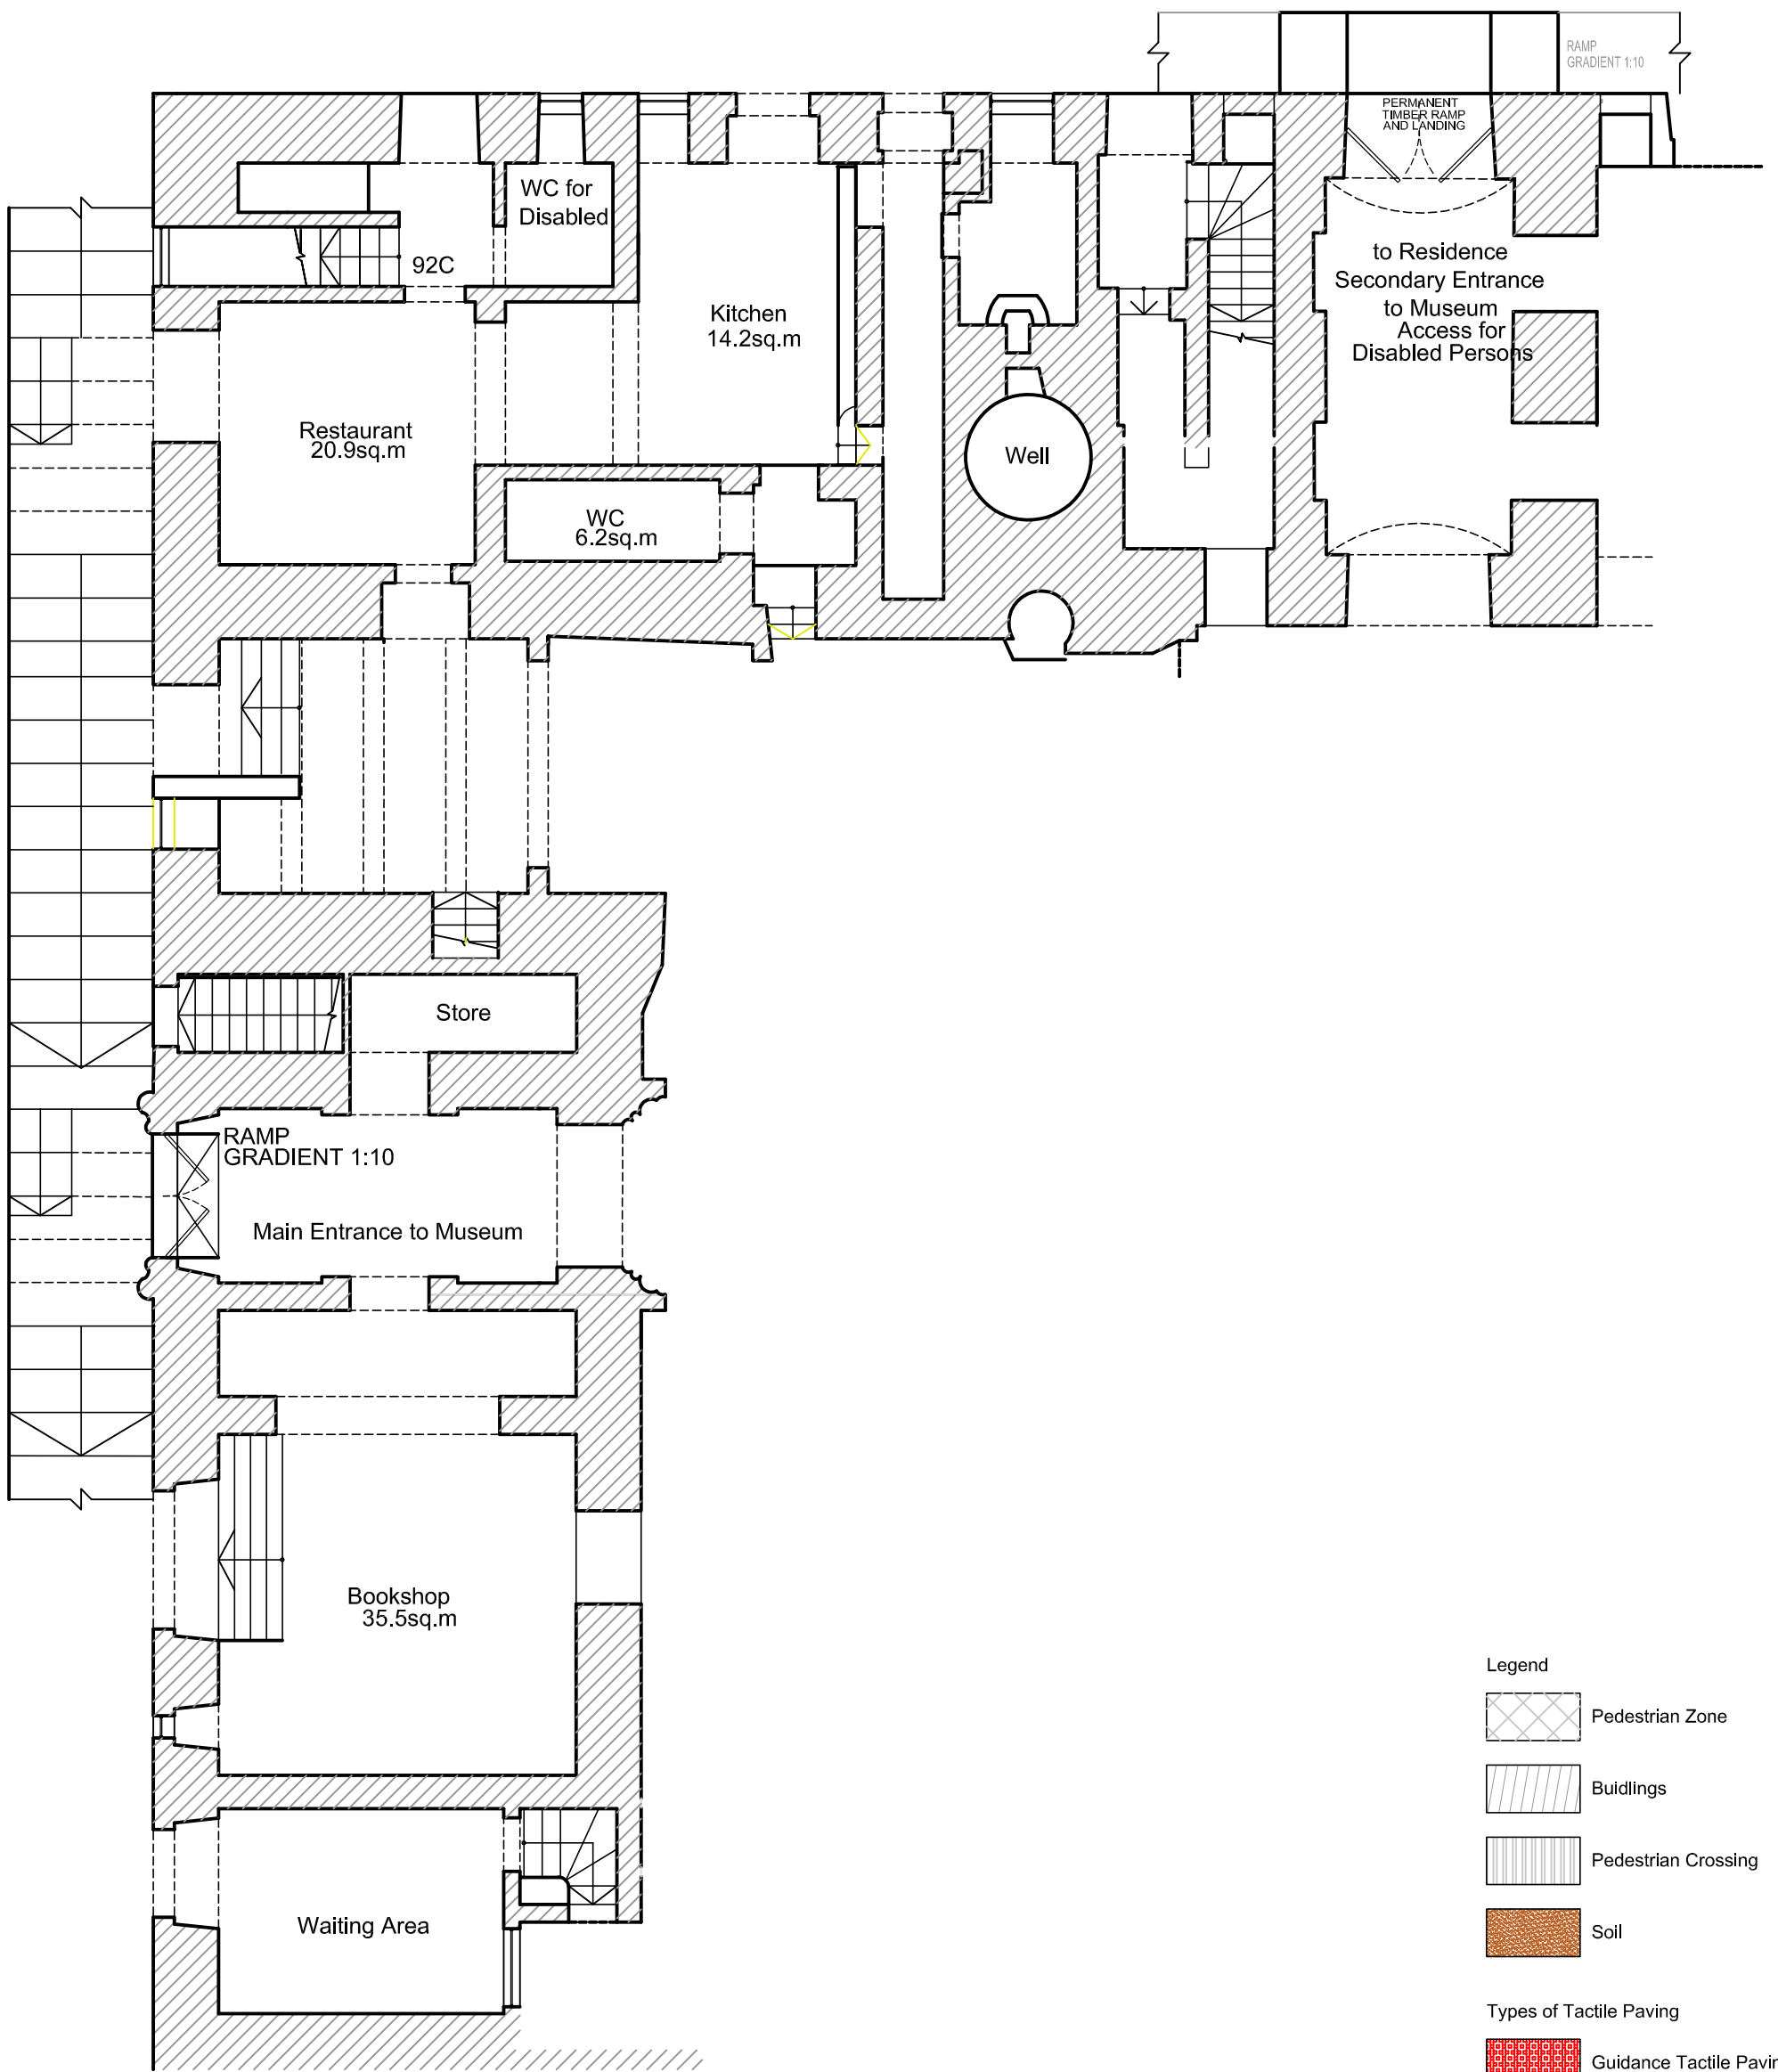 RAMP
GRADIENT 1:10
PERMANENT
TIMBER RAMP
AND LANDING
WC for
Disabled
92C
Kitchen
14.2sq.m
to Residence
Secondary Entrance
to Museum
Access for
Disabled Persons
Restaurant
20.9sq.m
Well
WC
6.2sq.m
Store
RAMP
GRADIENT 1:10
Main Entrance to Museum
Bookshop
35.5sq.m
Waiting Area
Legend
Pedestrian Zone
Buidlings
Pedestrian Crossing
Soil
Types of Tactile Paving
Guidance Tactile Pavin